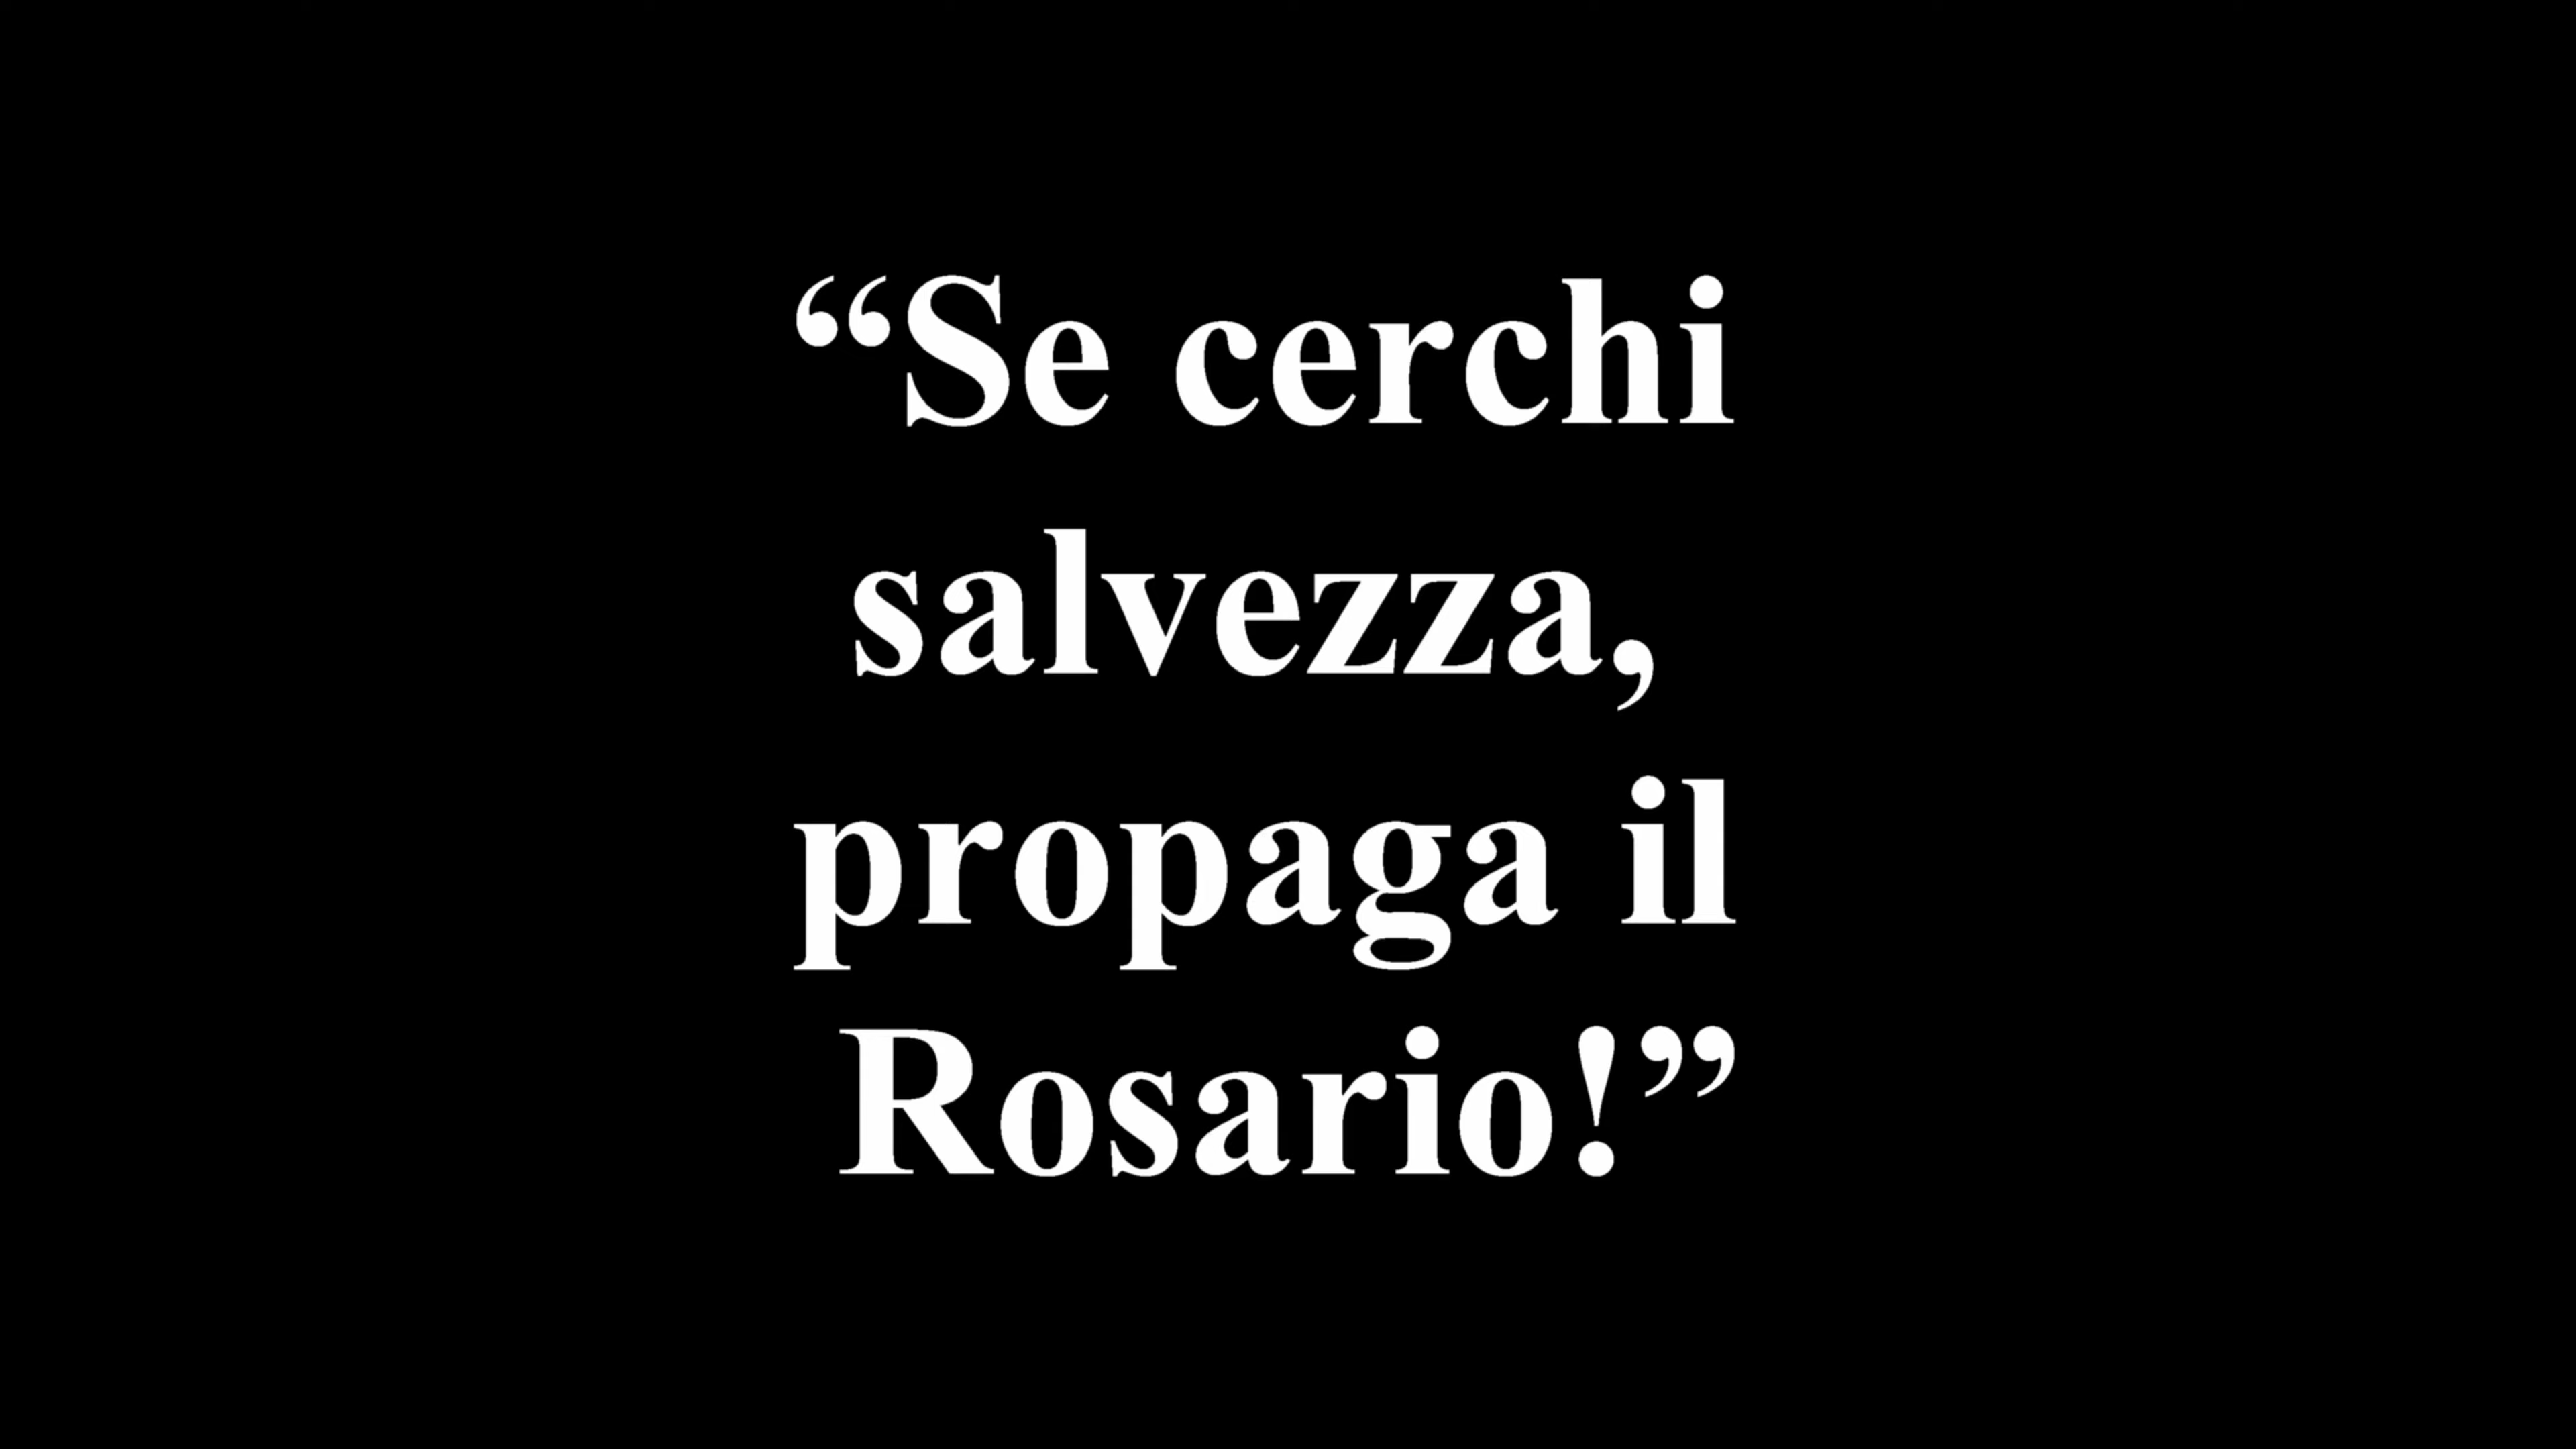 “Se cerchi
salvezza,
propaga il
Rosario!”